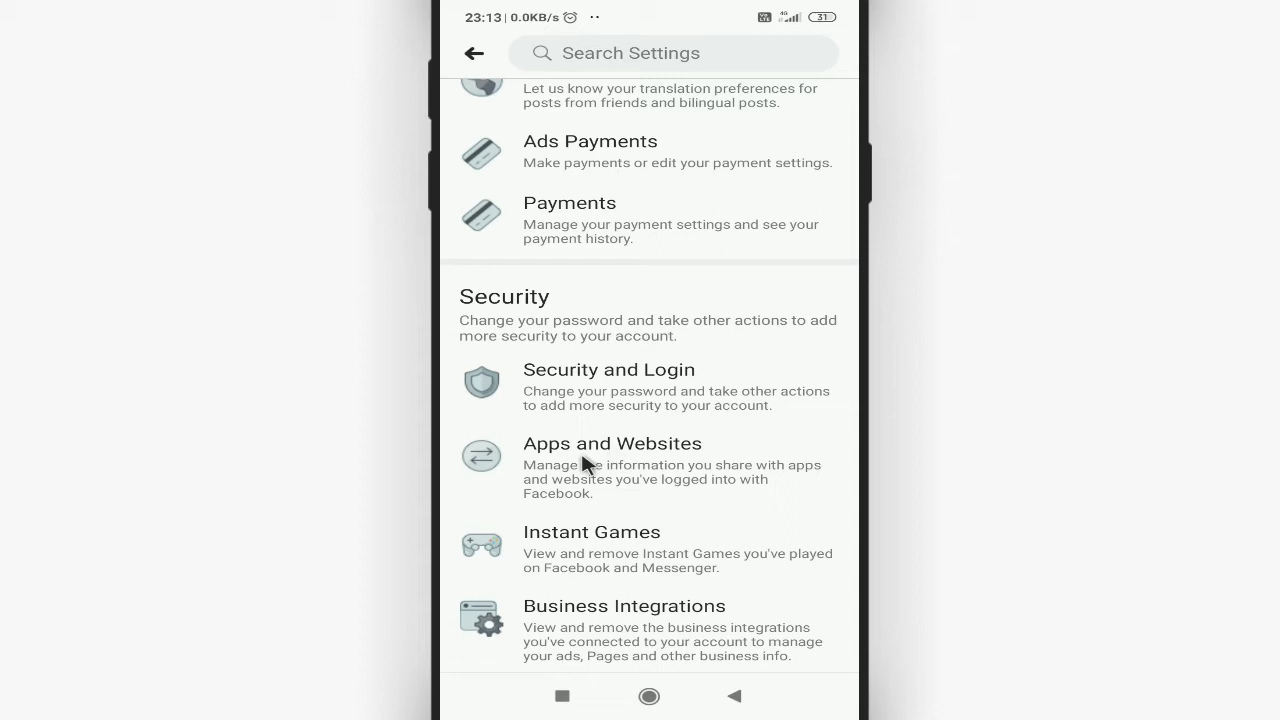 23:13 | 0.0KB/s
VoLTE 4G 31
Search Settings
Let us know your translation preferences for
posts from friends and bilingual posts.
Ads Payments
Make payments or edit your payment settings.
Payments
Manage your payment settings and see your
payment history.
Security
Change your password and take other actions to add
more security to your account.
Security and Login
Change your password and take other actions
to add more security to your account.
Apps and Websites
Manage the information you share with apps
and websites you've logged into with
Facebook.
Instant Games
View and remove Instant Games you've played
on Facebook and Messenger.
Business Integrations
View and remove the business integrations
you've connected to your account to manage
your ads, Pages and other business info.